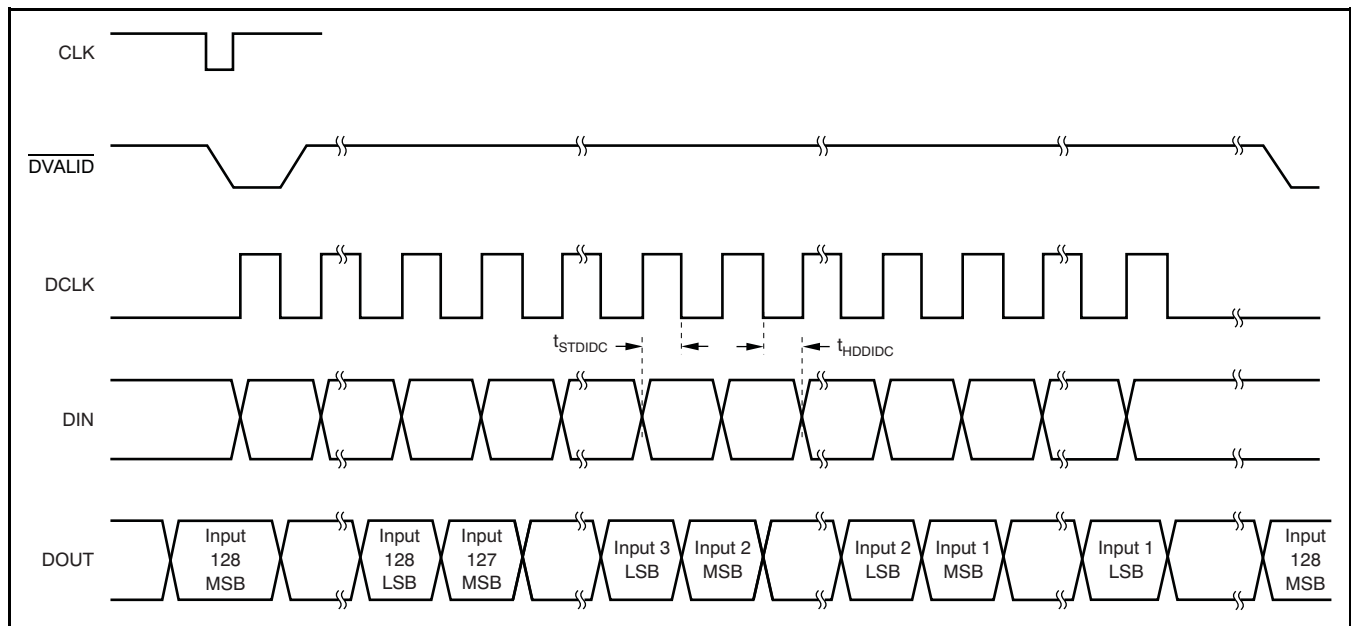 CLK
DVALID
DCLK
tSTDIDC
tHDDIDC
DIN
DOUT
Input
128
MSB
Input
128
LSB
Input
127
MSB
Input 3
LSB
Input 2
MSB
Input 2
LSB
Input 1
MSB
Input 1
LSB
Input
128
MSB